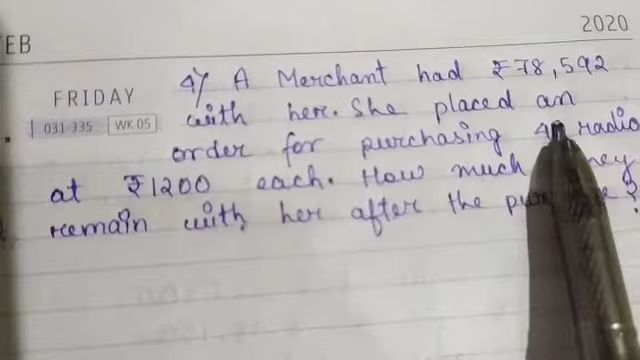 EB
2020
FRIDAY
031-335 WK 05
4) A Merchant had ₹78,592
with her. She placed an
order for purchasing radio
at ₹1200 each. How much
remain with her after the